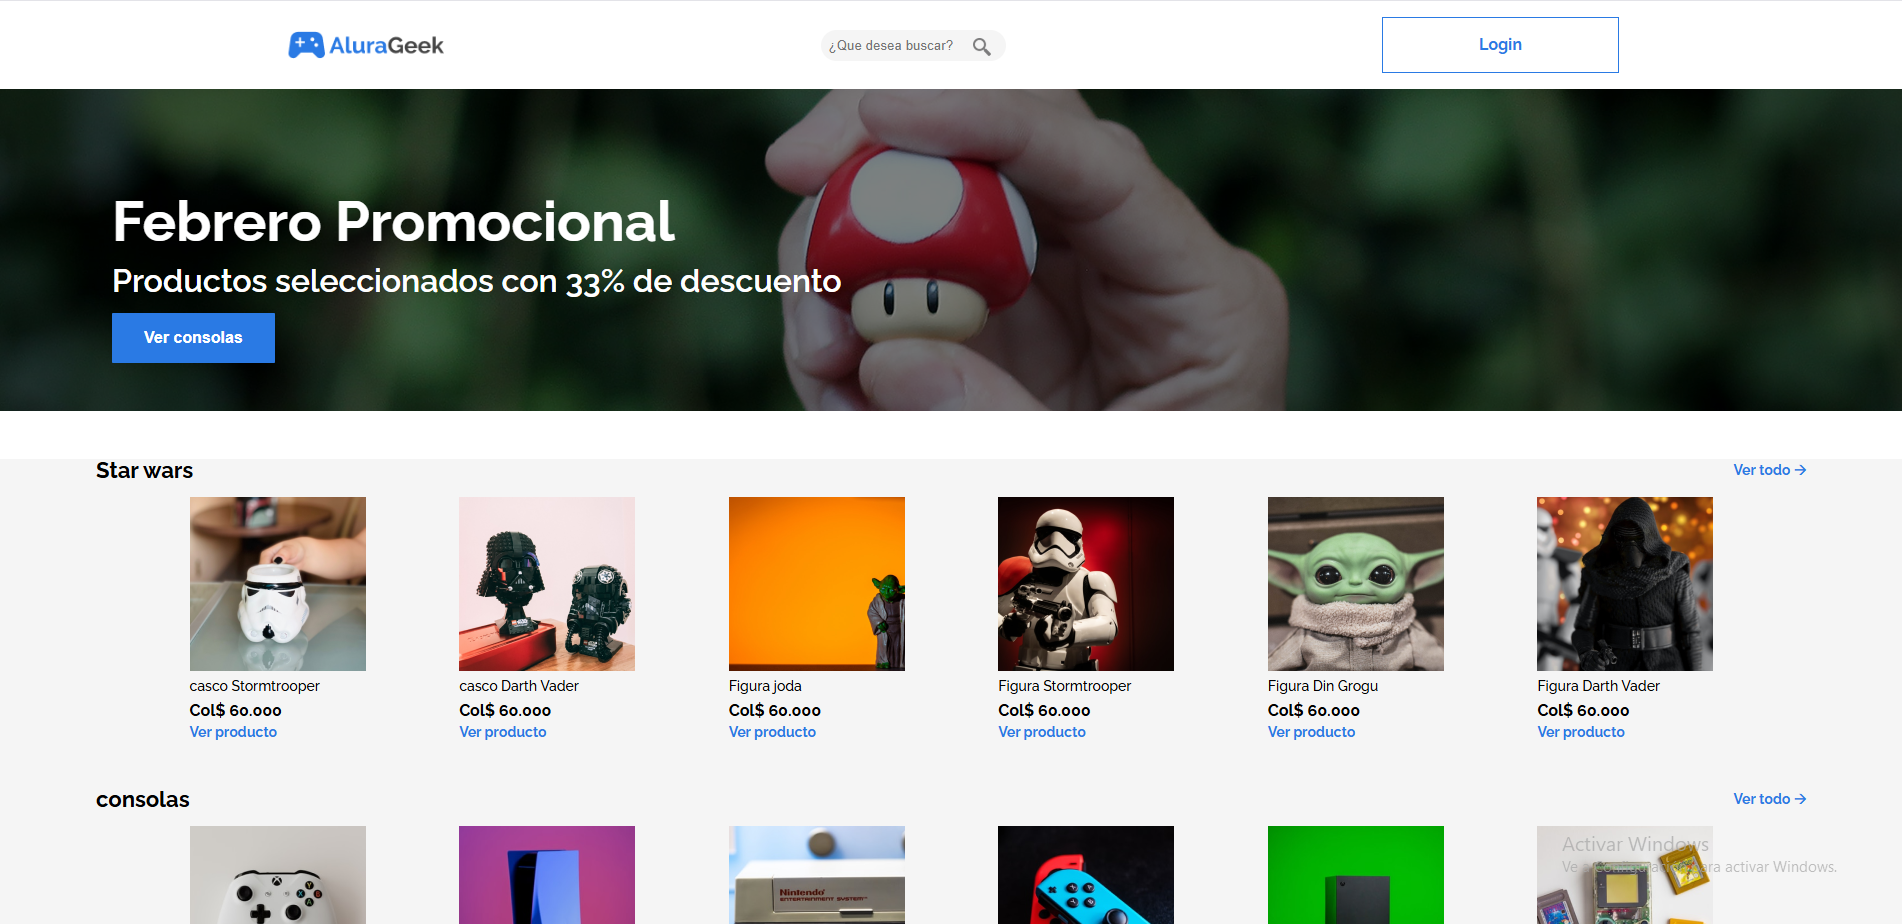 AluraGeek
¿Que desea buscar?
Login
Febrero Promocional
Productos seleccionados con 33% de descuento
Ver consolas
Star wars
Ver todo →
casco Stormtrooper
Col$ 60.000
Ver producto
casco Darth Vader
Col$ 60.000
Ver producto
Figura joda
Col$ 60.000
Ver producto
Figura Stormtrooper
Col$ 60.000
Ver producto
Figura Din Grogu
Col$ 60.000
Ver producto
Figura Darth Vader
Col$ 60.000
Ver producto
consolas
Ver todo →
Nintendo
ENTERTAINMENT SYSTEM™
Activar Windows
Ve a Configuración para activar Windows.